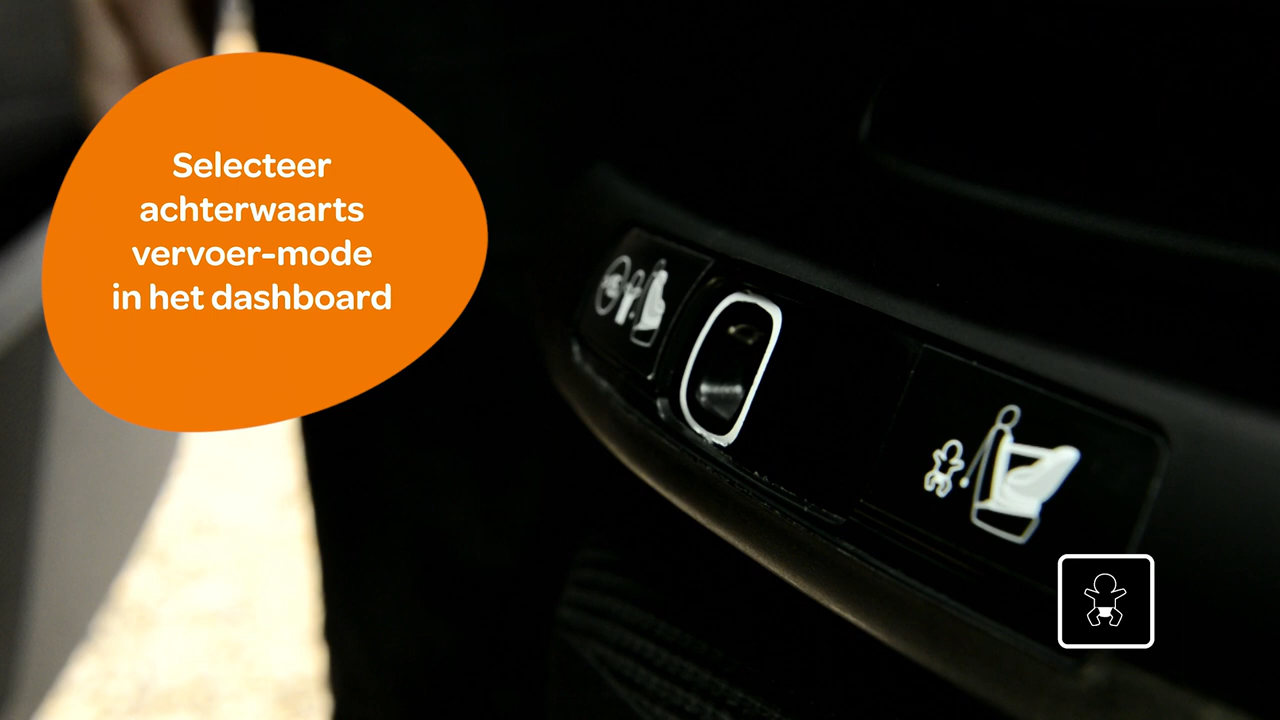 Selecteer
achterwaarts
vervoer-mode
in het dashboard